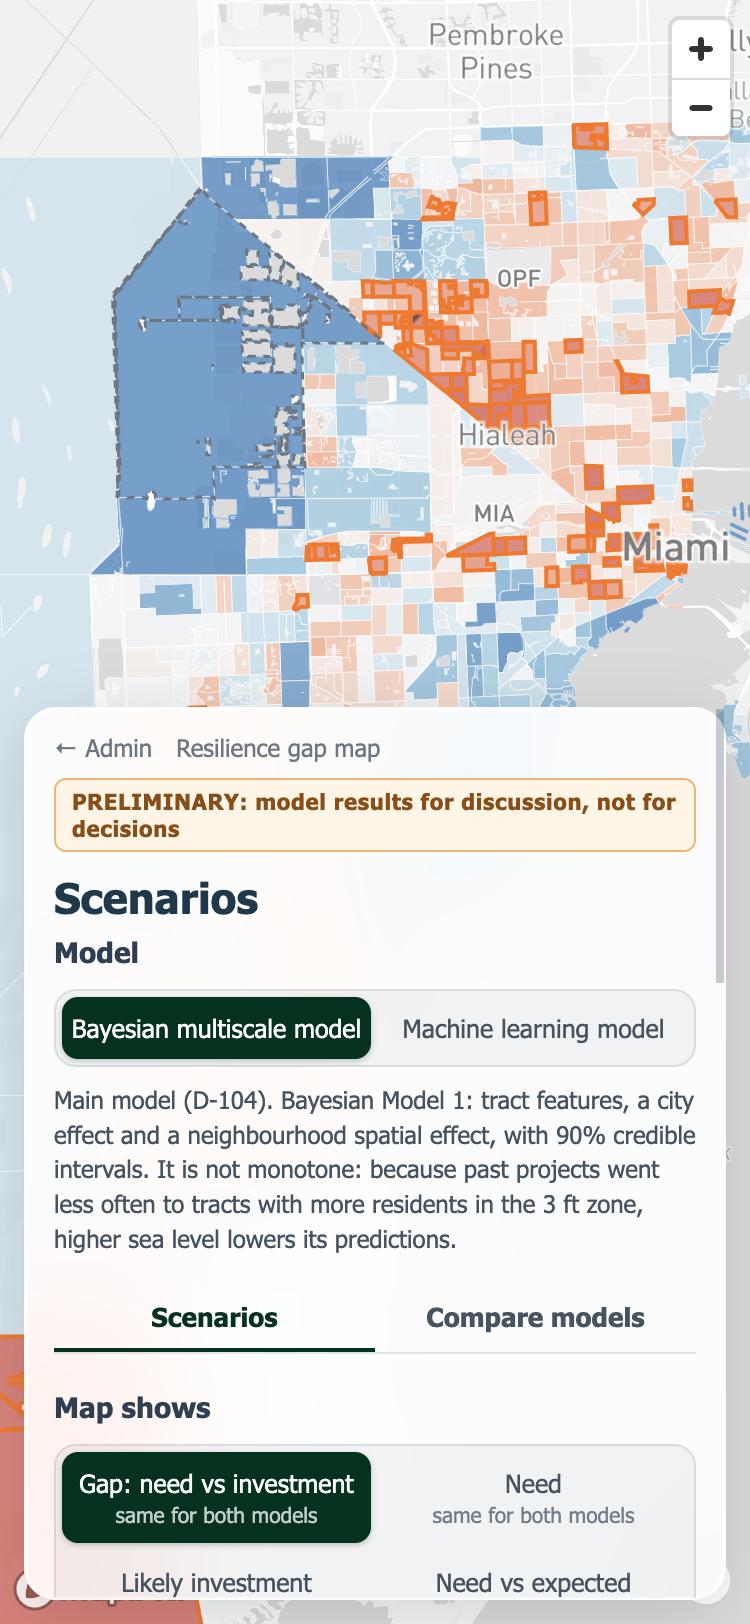 Pembroke
Pines
+
−
OPF
Hialeah
MIA
Miami
← Admin Resilience gap map
PRELIMINARY: model results for discussion, not for
decisions
Scenarios
Model
Bayesian multiscale model Machine learning model
Main model (D-104). Bayesian Model 1: tract features, a city
effect and a neighbourhood spatial effect, with 90% credible
intervals. It is not monotone: because past projects went
less often to tracts with more residents in the 3 ft zone,
higher sea level lowers its predictions.
Scenarios Compare models
Map shows
Gap: need vs investment Need
same for both models same for both models
Likely investment Need vs expected